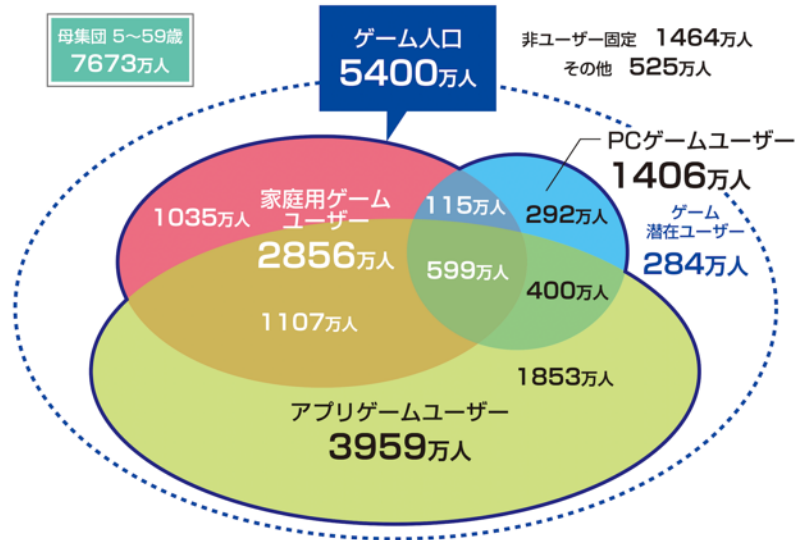 母集団 5〜59歳
7673万人
ゲーム人口
5400万人
非ユーザー固定 1464万人
その他 525万人
PCゲームユーザー
1406万人
家庭用ゲーム
ユーザー
2856万人
1035万人
115万人
292万人
ゲーム
潜在ユーザー
284万人
599万人
400万人
1107万人
1853万人
アプリゲームユーザー
3959万人